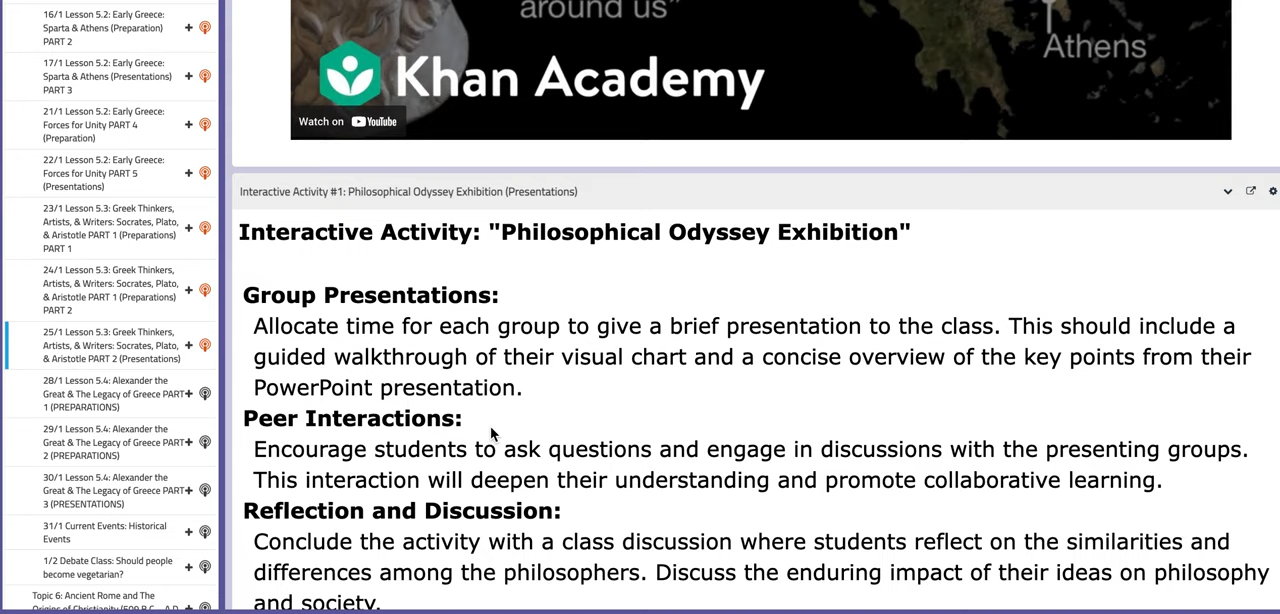 16/1 Lesson 5.2: Early Greece:
Sparta & Athens (Preparation)
PART 2
17/1 Lesson 5.2: Early Greece:
Sparta & Athens (Presentations)
PART 3
21/1 Lesson 5.2: Early Greece:
Forces for Unity PART 4
(Preparation)
22/1 Lesson 5.2: Early Greece:
Forces for Unity PART 5
(Presentations)
23/1 Lesson 5.3: Greek Thinkers,
Artists, & Writers: Socrates, Plato,
& Aristotle PART 1 (Preparations)
PART 1
24/1 Lesson 5.3: Greek Thinkers,
Artists, & Writers: Socrates, Plato,
& Aristotle PART 1 (Preparations)
PART 2
25/1 Lesson 5.3: Greek Thinkers,
Artists, & Writers: Socrates, Plato,
& Aristotle PART 2 (Presentations)
28/1 Lesson 5.4: Alexander the
Great & The Legacy of Greece PART
1 (PREPARATIONS)
29/1 Lesson 5.4: Alexander the
Great & The Legacy of Greece PART
2 (PREPARATIONS)
30/1 Lesson 5.4: Alexander the
Great & The Legacy of Greece PART
3 (PRESENTATIONS)
31/1 Current Events: Historical
Events
1/2 Debate Class: Should people
become vegetarian?
Topic 6: Ancient Rome and The
Origins of Christianity (509 B.C. – A.D.
around us"
Athens
Khan Academy
Watch on YouTube
Interactive Activity #1: Philosophical Odyssey Exhibition (Presentations)
Interactive Activity: "Philosophical Odyssey Exhibition"
Group Presentations:
Allocate time for each group to give a brief presentation to the class. This should include a
guided walkthrough of their visual chart and a concise overview of the key points from their
PowerPoint presentation.
Peer Interactions:
Encourage students to ask questions and engage in discussions with the presenting groups.
This interaction will deepen their understanding and promote collaborative learning.
Reflection and Discussion:
Conclude the activity with a class discussion where students reflect on the similarities and
differences among the philosophers. Discuss the enduring impact of their ideas on philosophy
and society.